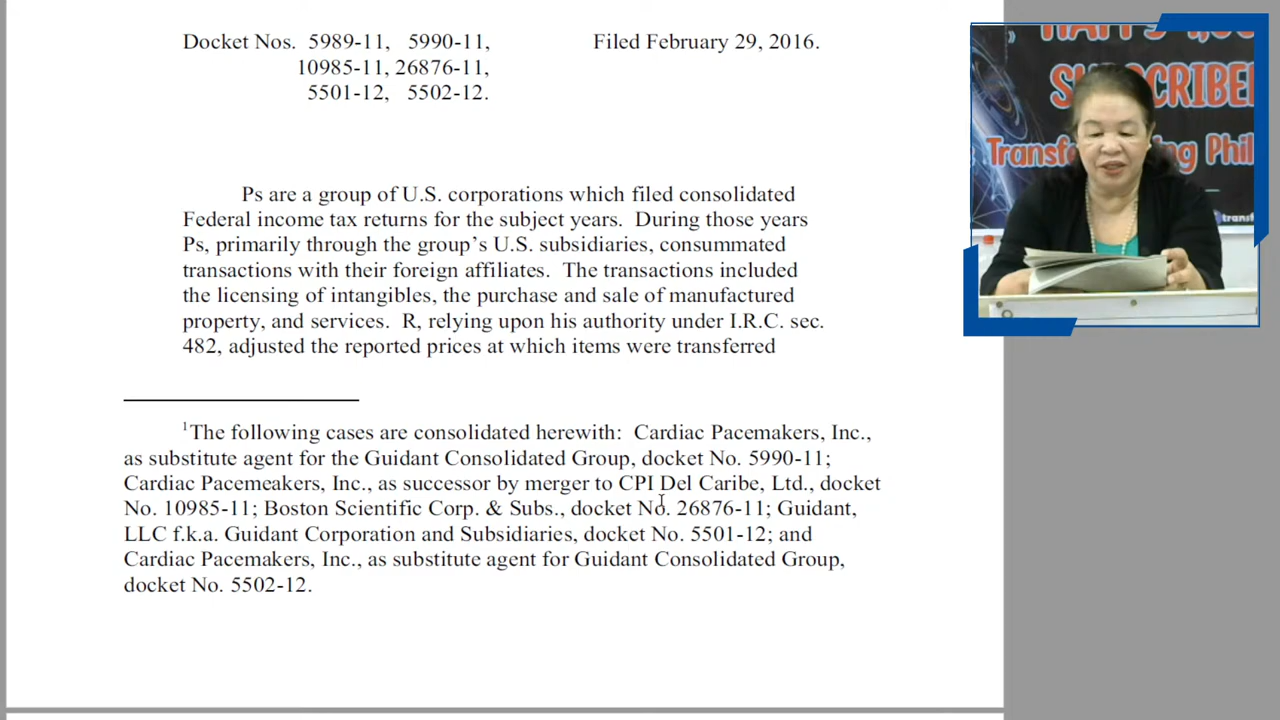 Docket Nos. 5989-11, 5990-11, Filed February 29, 2016.
10985-11, 26876-11,
5501-12, 5502-12.
Ps are a group of U.S. corporations which filed consolidated
Federal income tax returns for the subject years. During those years
Ps, primarily through the group's U.S. subsidiaries, consummated
transactions with their foreign affiliates. The transactions included
the licensing of intangibles, the purchase and sale of manufactured
property, and services. R, relying upon his authority under I.R.C. sec.
482, adjusted the reported prices at which items were transferred
1The following cases are consolidated herewith: Cardiac Pacemakers, Inc.,
as substitute agent for the Guidant Consolidated Group, docket No. 5990-11;
Cardiac Pacemeakers, Inc., as successor by merger to CPI Del Caribe, Ltd., docket
No. 10985-11; Boston Scientific Corp. & Subs., docket No. 26876-11; Guidant,
LLC f.k.a. Guidant Corporation and Subsidiaries, docket No. 5501-12; and
Cardiac Pacemakers, Inc., as substitute agent for Guidant Consolidated Group,
docket No. 5502-12.